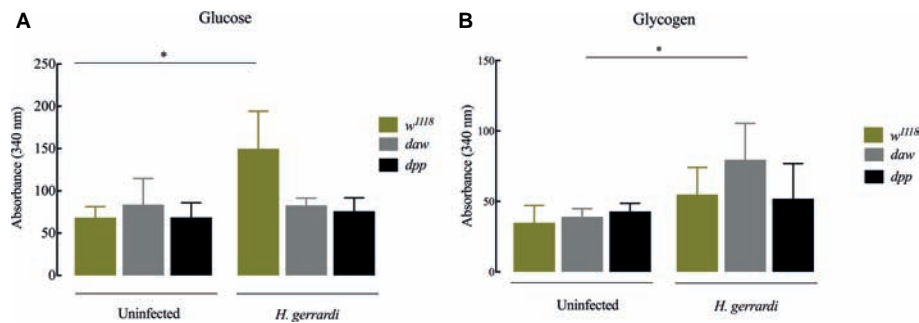 A
Glucose
*
Absorbance (340 nm)
250
200
150
100
50
0
w1118
daw
dpp
Uninfected
H. gerrardi
B
Glycogen
*
Absorbance (340 nm)
150
100
50
0
w1118
daw
dpp
Uninfected
H. gerrardi